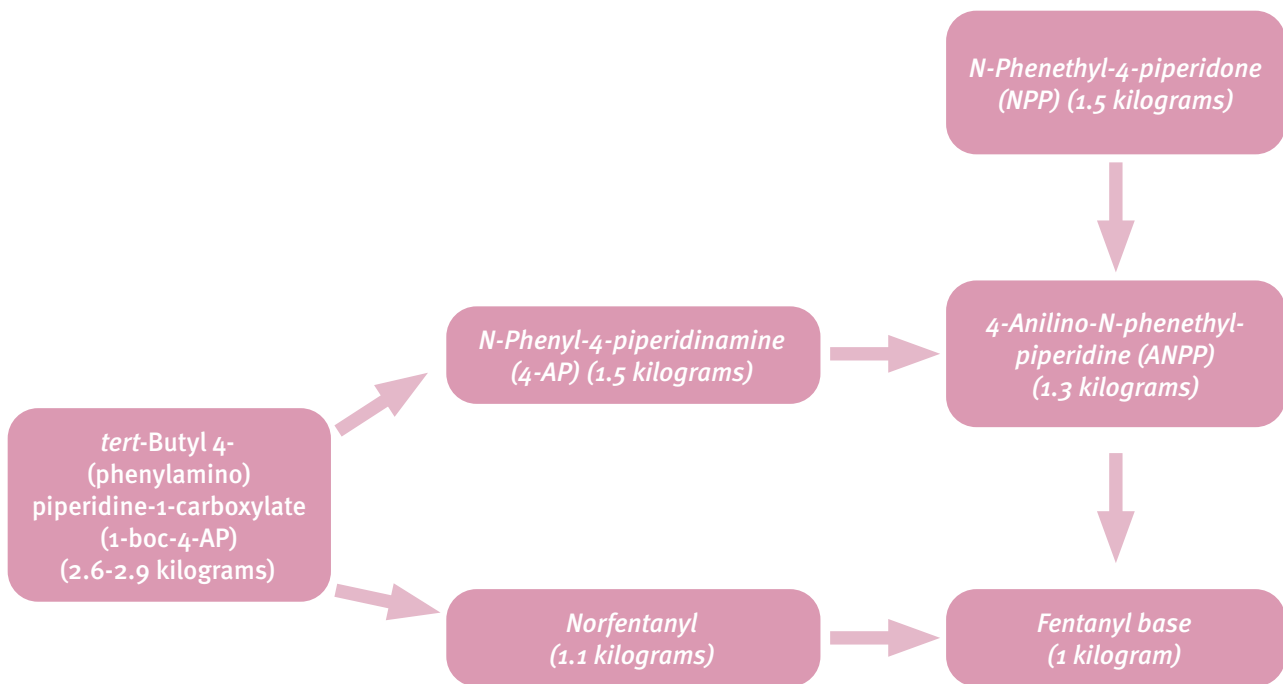 N-Phenethyl-4-piperidone
(NPP) (1.5 kilograms)
N-Phenyl-4-piperidinamine
(4-AP) (1.5 kilograms)
4-Anilino-N-phenethyl-
piperidine (ANPP)
(1.3 kilograms)
tert-Butyl 4-
(phenylamino)
piperidine-1-carboxylate
(1-boc-4-AP)
(2.6-2.9 kilograms)
Norfentanyl
(1.1 kilograms)
Fentanyl base
(1 kilogram)